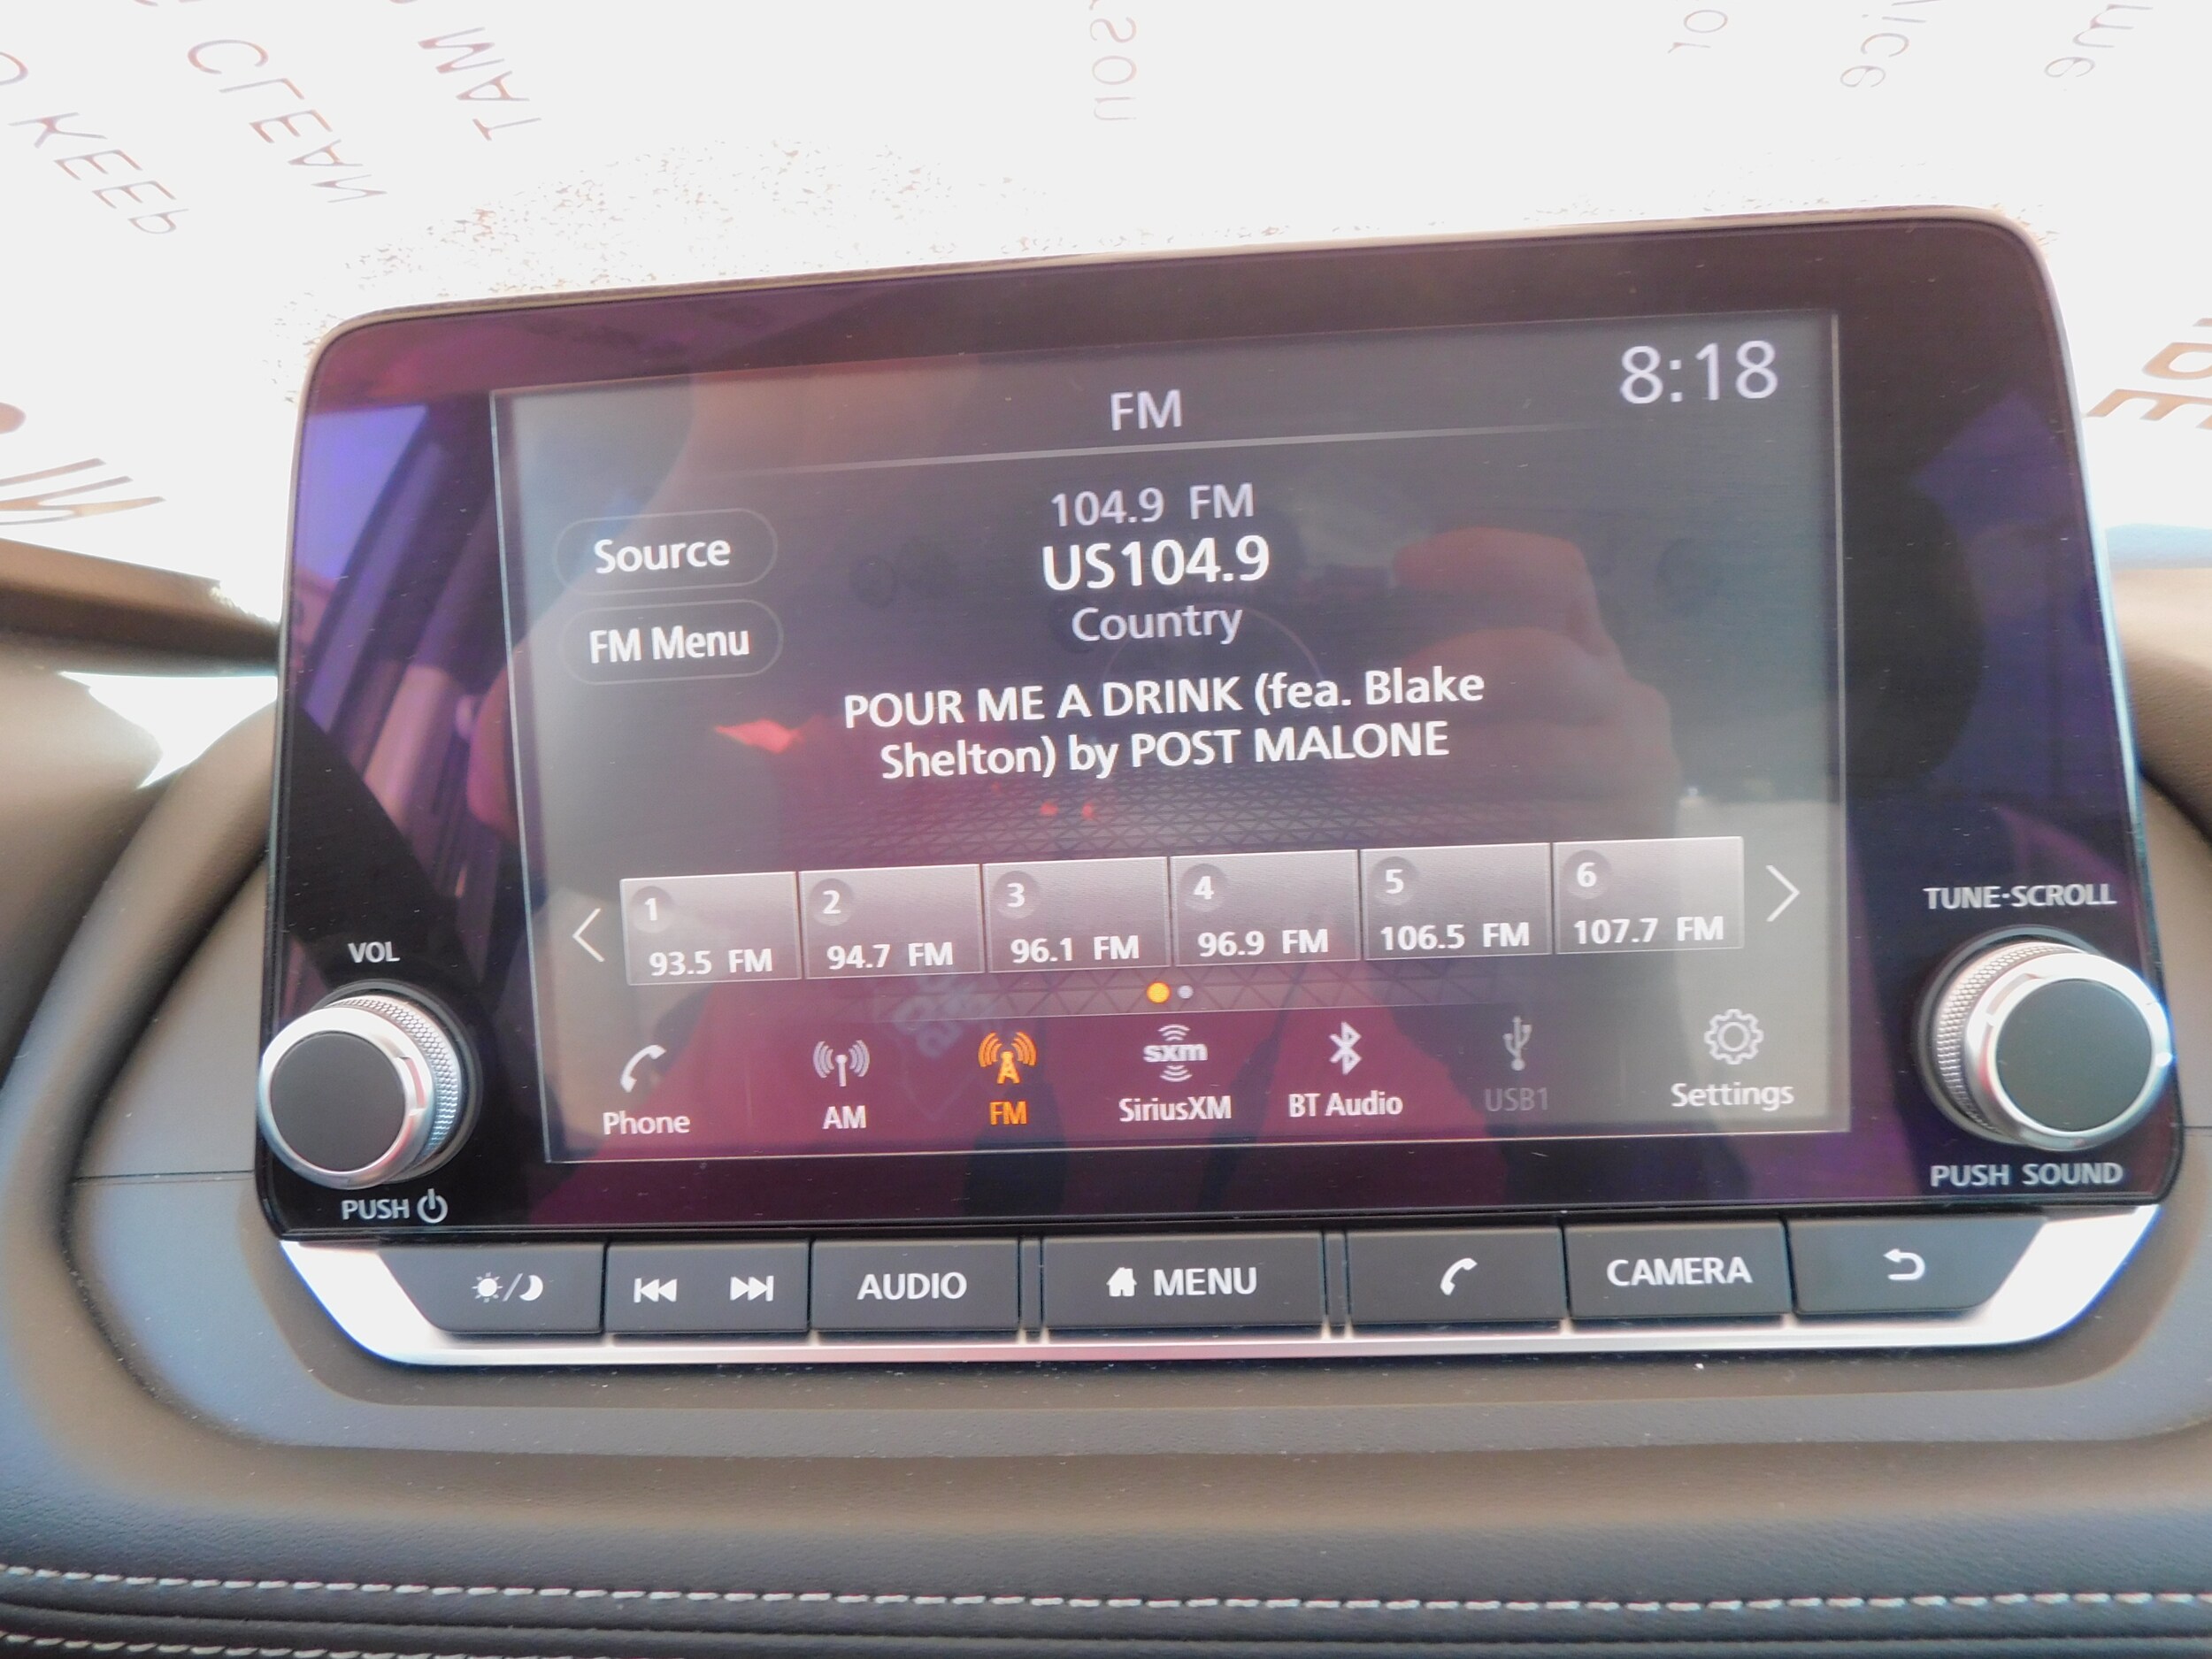 KEEP
CLEAN
MAT
FM
8:18
104.9 FM
US104.9
Country
Source
FM Menu
POUR ME A DRINK (fea. Blake
Shelton) by POST MALONE
1
2
3
4
5
6
93.5 FM
94.7 FM
96.1 FM
96.9 FM
106.5 FM
107.7 FM
VOL
TUNE·SCROLL
Phone
AM
FM
sxm
SiriusXM
BT Audio
USB1
Settings
PUSH
PUSH SOUND
AUDIO
MENU
CAMERA